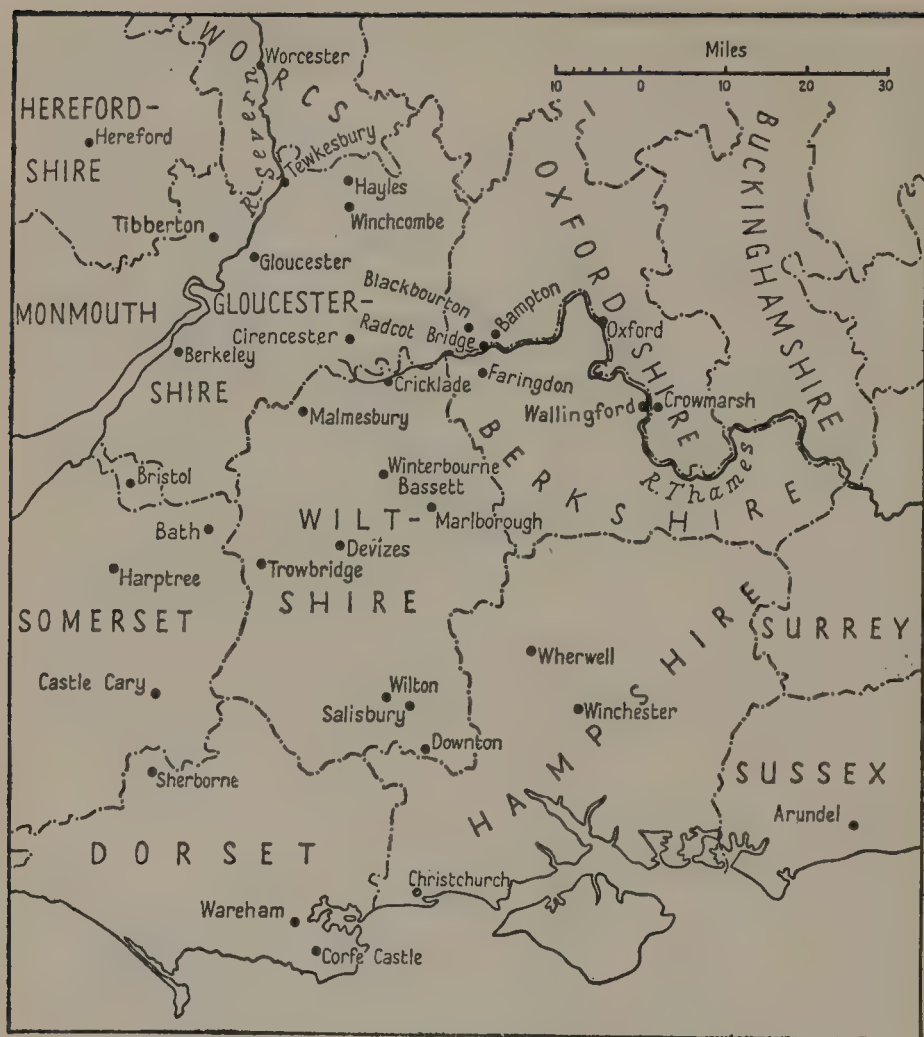 Miles
10 0 10 20 30
WORCS
Worcester
R. Severn
HEREFORD-
SHIRE
Hereford
Tewkesbury
Hayles
Winchcombe
Tibberton
Gloucester
OXFORD
SHIRE
BUCKINGHAMSHIRE
MONMOUTH
GLOUCESTER-
SHIRE
Blackbourton
Bampton
Radcot
Bridge
Oxford
Cirencester
Berkeley
Cricklade
Faringdon
Malmesbury
Wallingford
Crowmarsh
BERKSHIRE
R. Thames
Bristol
Winterbourne
Bassett
Marlborough
Bath
WILT-
SHIRE
Devizes
Trowbridge
Harptree
SOMERSET
SURREY
Wherwell
Castle Cary
Wilton
Salisbury
Winchester
HAMPSHIRE
Downton
Sherborne
SUSSEX
Arundel
DORSET
Christchurch
Wareham
Corfe Castle